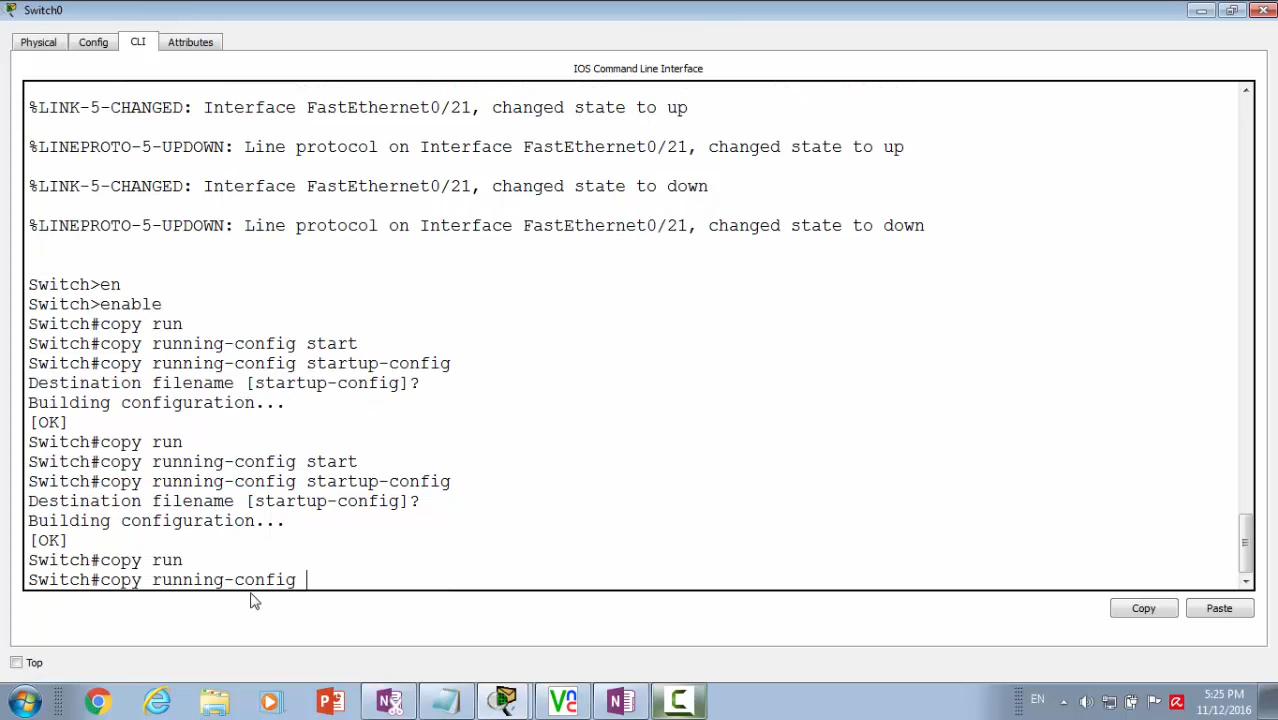 Switch0
Physical Config CLI Attributes
IOS Command Line Interface
%LINK-5-CHANGED: Interface FastEthernet0/21, changed state to up
%LINEPROTO-5-UPDOWN: Line protocol on Interface FastEthernet0/21, changed state to up
%LINK-5-CHANGED: Interface FastEthernet0/21, changed state to down
%LINEPROTO-5-UPDOWN: Line protocol on Interface FastEthernet0/21, changed state to down
Switch>en
Switch>enable
Switch#copy run
Switch#copy running-config start
Switch#copy running-config startup-config
Destination filename [startup-config]?
Building configuration...
[OK]
Switch#copy run
Switch#copy running-config start
Switch#copy running-config startup-config
Destination filename [startup-config]?
Building configuration...
[OK]
Switch#copy run
Switch#copy running-config
Copy Paste
Top
EN 5:25 PM
11/12/2016